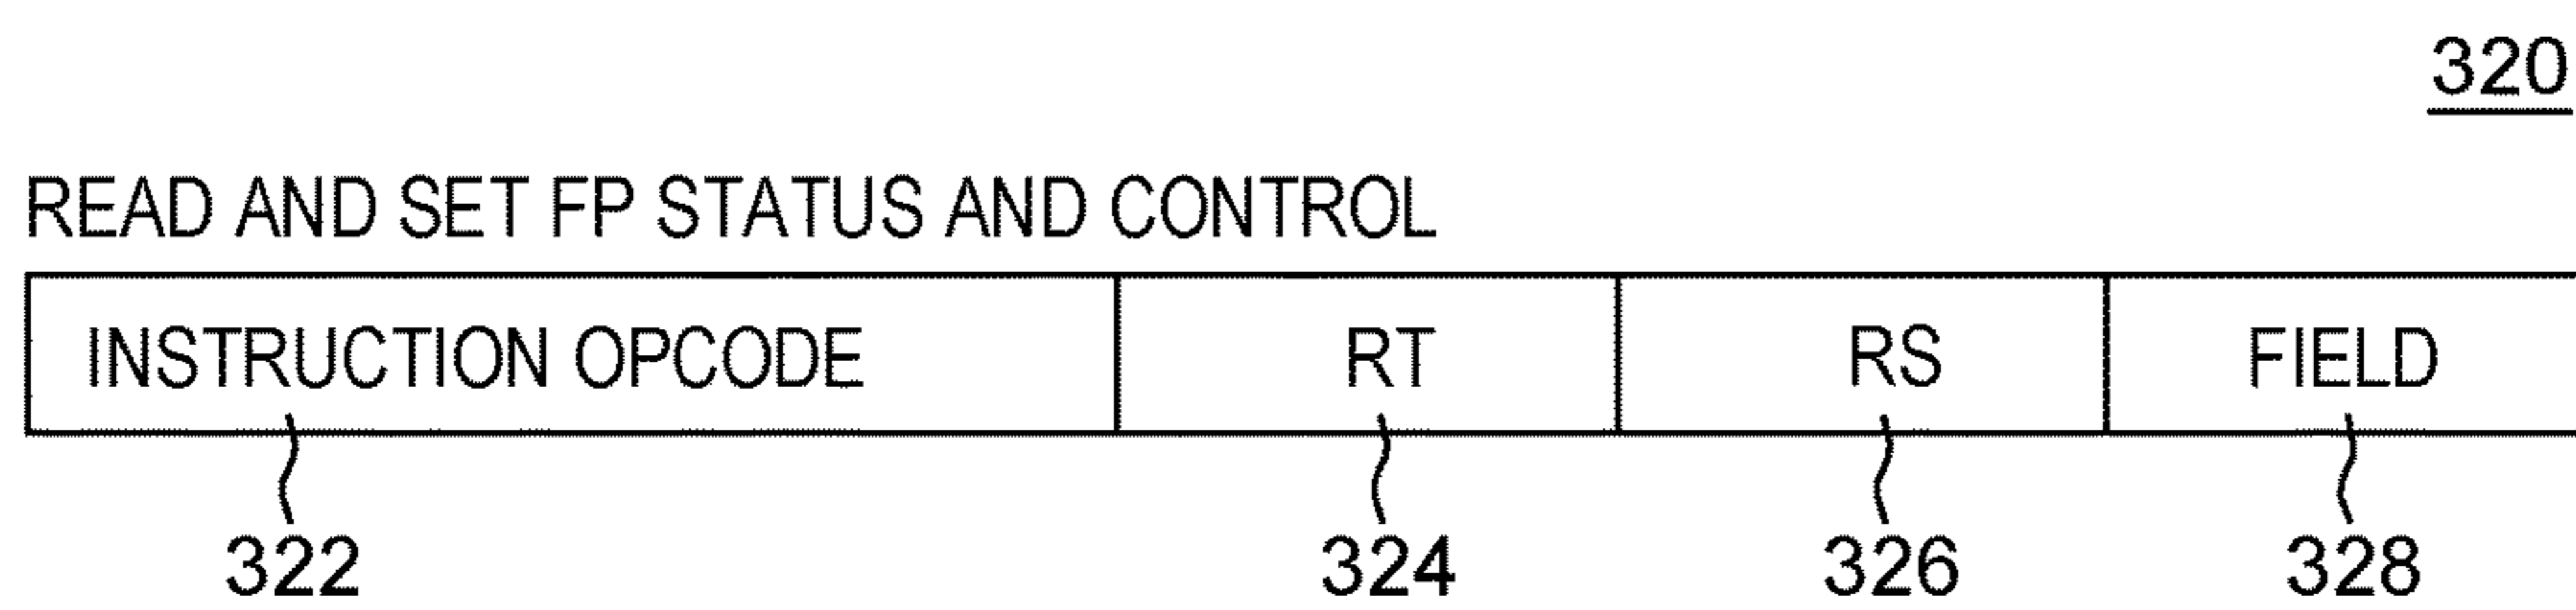 320
READ AND SET FP STATUS AND CONTROL
INSTRUCTION OPCODE RT RS FIELD
322 324 326 328